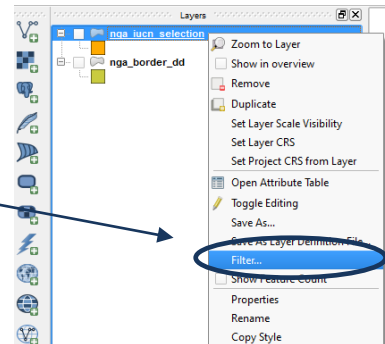 Layers
nga_iucn_selection
nga_border_dd
Zoom to Layer
Show in overview
Remove
Duplicate
Set Layer Scale Visibility
Set Layer CRS
Set Project CRS from Layer
Open Attribute Table
Toggle Editing
Save As...
Save As Layer Definition File...
Filter...
Show Feature Count
Properties
Rename
Copy Style